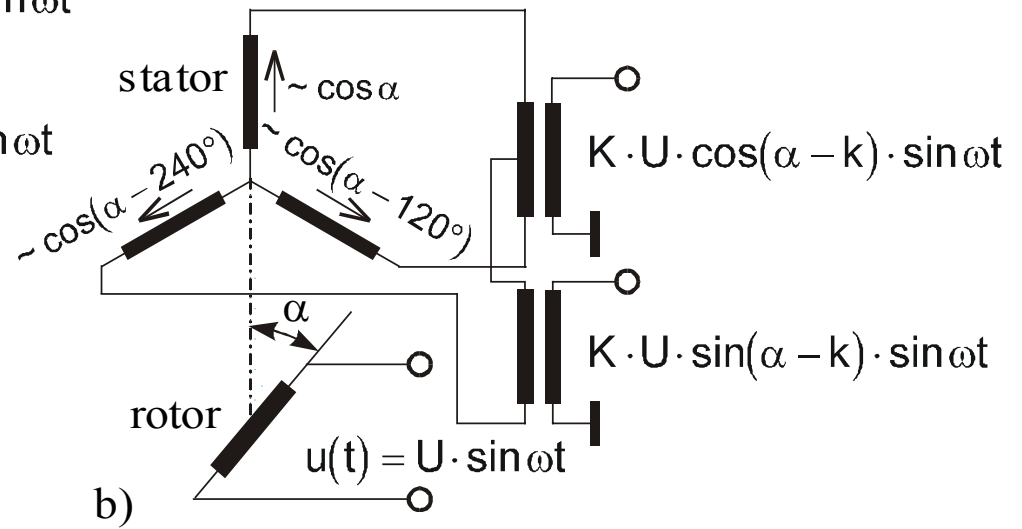 stator
~ cos α
~ cos(α – 240°)
~ cos(α – 120°)
K · U · cos(α – k) · sin ωt
α
K · U · sin(α – k) · sin ωt
rotor
u(t) = U · sin ωt
b)